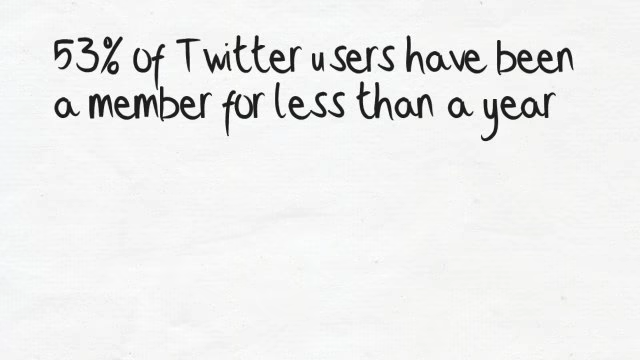 53% of Twitter users have been
a member for less than a year